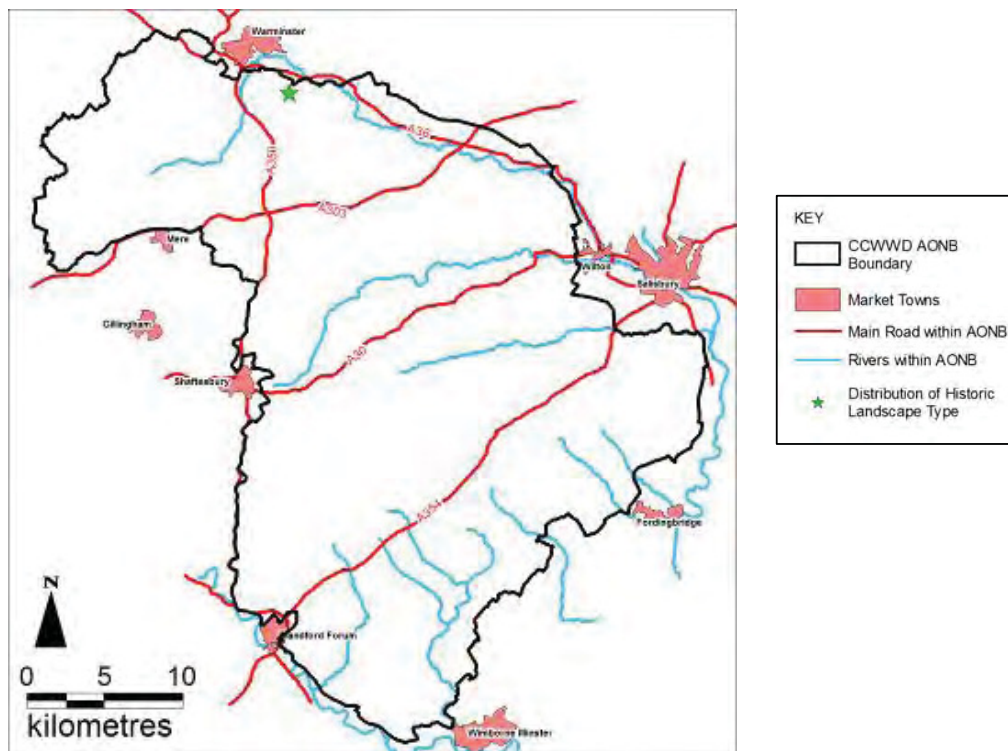 Warminster
A36
A350
A303
Mere
Wilton
Salisbury
Gillingham
A30
Shaftesbury
A354
Fordingbridge
N
landford Forum
0 5 10
kilometres
Wimborne Minster
KEY
CCWWD AONB
Boundary
Market Towns
Main Road within AONB
Rivers within AONB
Distribution of Historic
Landscape Type